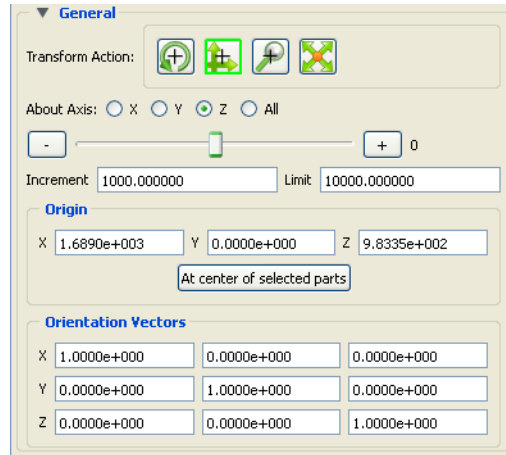 General
Transform Action:
About Axis: X Y Z All
- + 0
Increment 1000.000000 Limit 10000.000000
Origin
X 1.6890e+003 Y 0.0000e+000 Z 9.8335e+002
At center of selected parts
Orientation Vectors
X 1.0000e+000 0.0000e+000 0.0000e+000
Y 0.0000e+000 1.0000e+000 0.0000e+000
Z 0.0000e+000 0.0000e+000 1.0000e+000